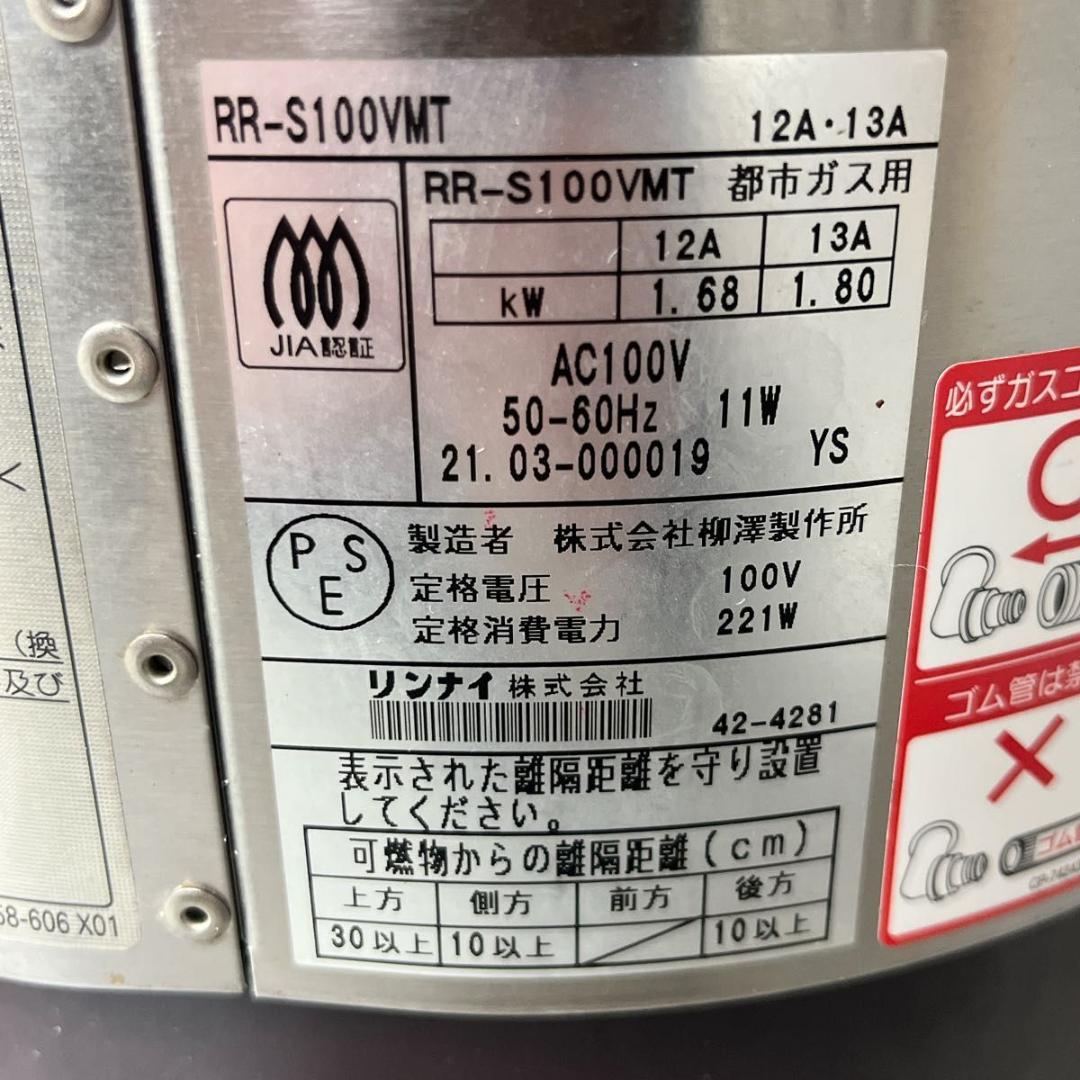 RR-S100VMT 12A・13A
RR-S100VMT 都市ガス用
12A 13A
kW 1.68 1.80
JIA認証
AC100V
50-60Hz 11W
21.03-000019 YS
PSE
製造者 株式会社柳澤製作所
定格電圧 100V
定格消費電力 221W
リンナイ株式会社
42-4281
表示された離隔距離を守り設置
してください。
可燃物からの離隔距離(cm)
上方 側方 前方 後方
30以上 10以上 10以上
く
(換
及び
58-606 X01
必ずガスコ
ゴム管は禁
ゴム